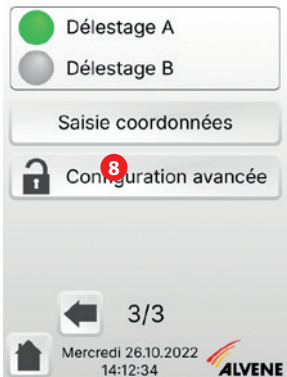 Délestage A
Délestage B
Saisie coordonnées
8
Configuration avancée
3/3
Mercredi 26.10.2022
14:12:34
ALVENE